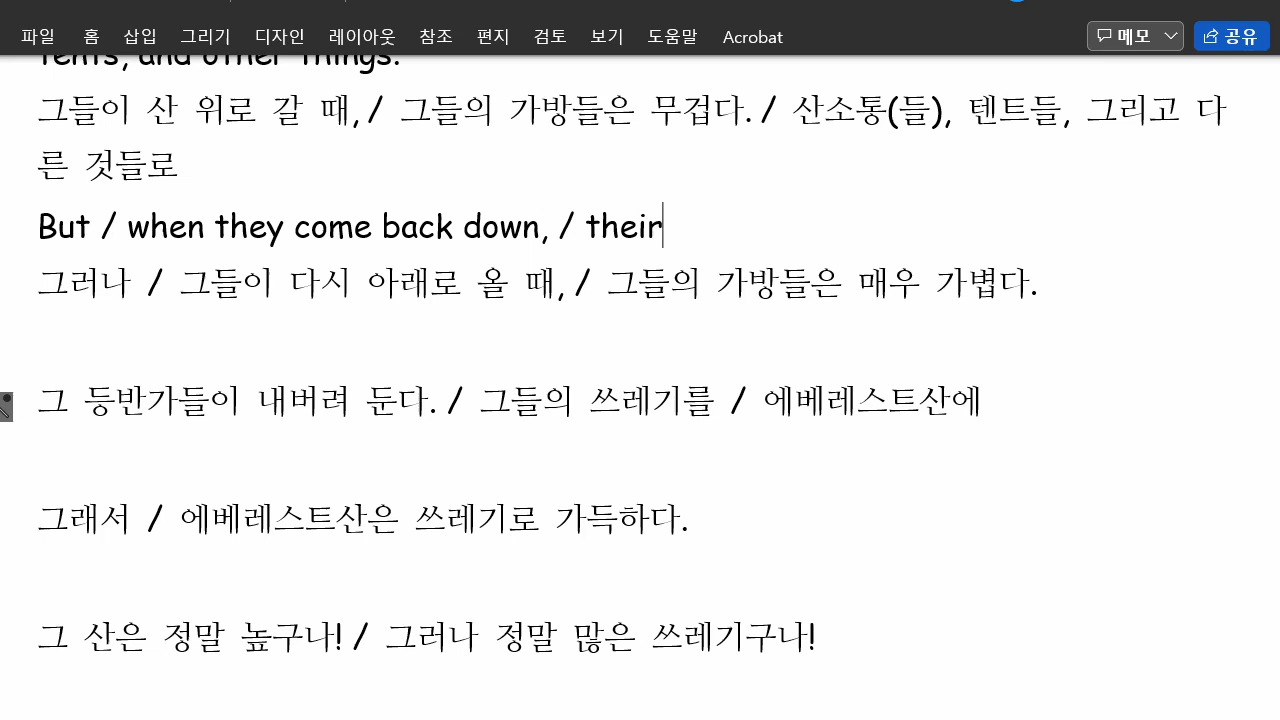 파일 홈 삽입 그리기 디자인 레이아웃 참조 편지 검토 보기 도움말 Acrobat 메모 공유
tents, and other things.
그들이 산 위로 갈 때, / 그들의 가방들은 무겁다. / 산소통(들), 텐트들, 그리고 다
른 것들로
But / when they come back down, / their
그러나 / 그들이 다시 아래로 올 때, / 그들의 가방들은 매우 가볍다.
그 등반가들이 내버려 둔다. / 그들의 쓰레기를 / 에베레스트산에
그래서 / 에베레스트산은 쓰레기로 가득하다.
그 산은 정말 높구나! / 그러나 정말 많은 쓰레기구나!